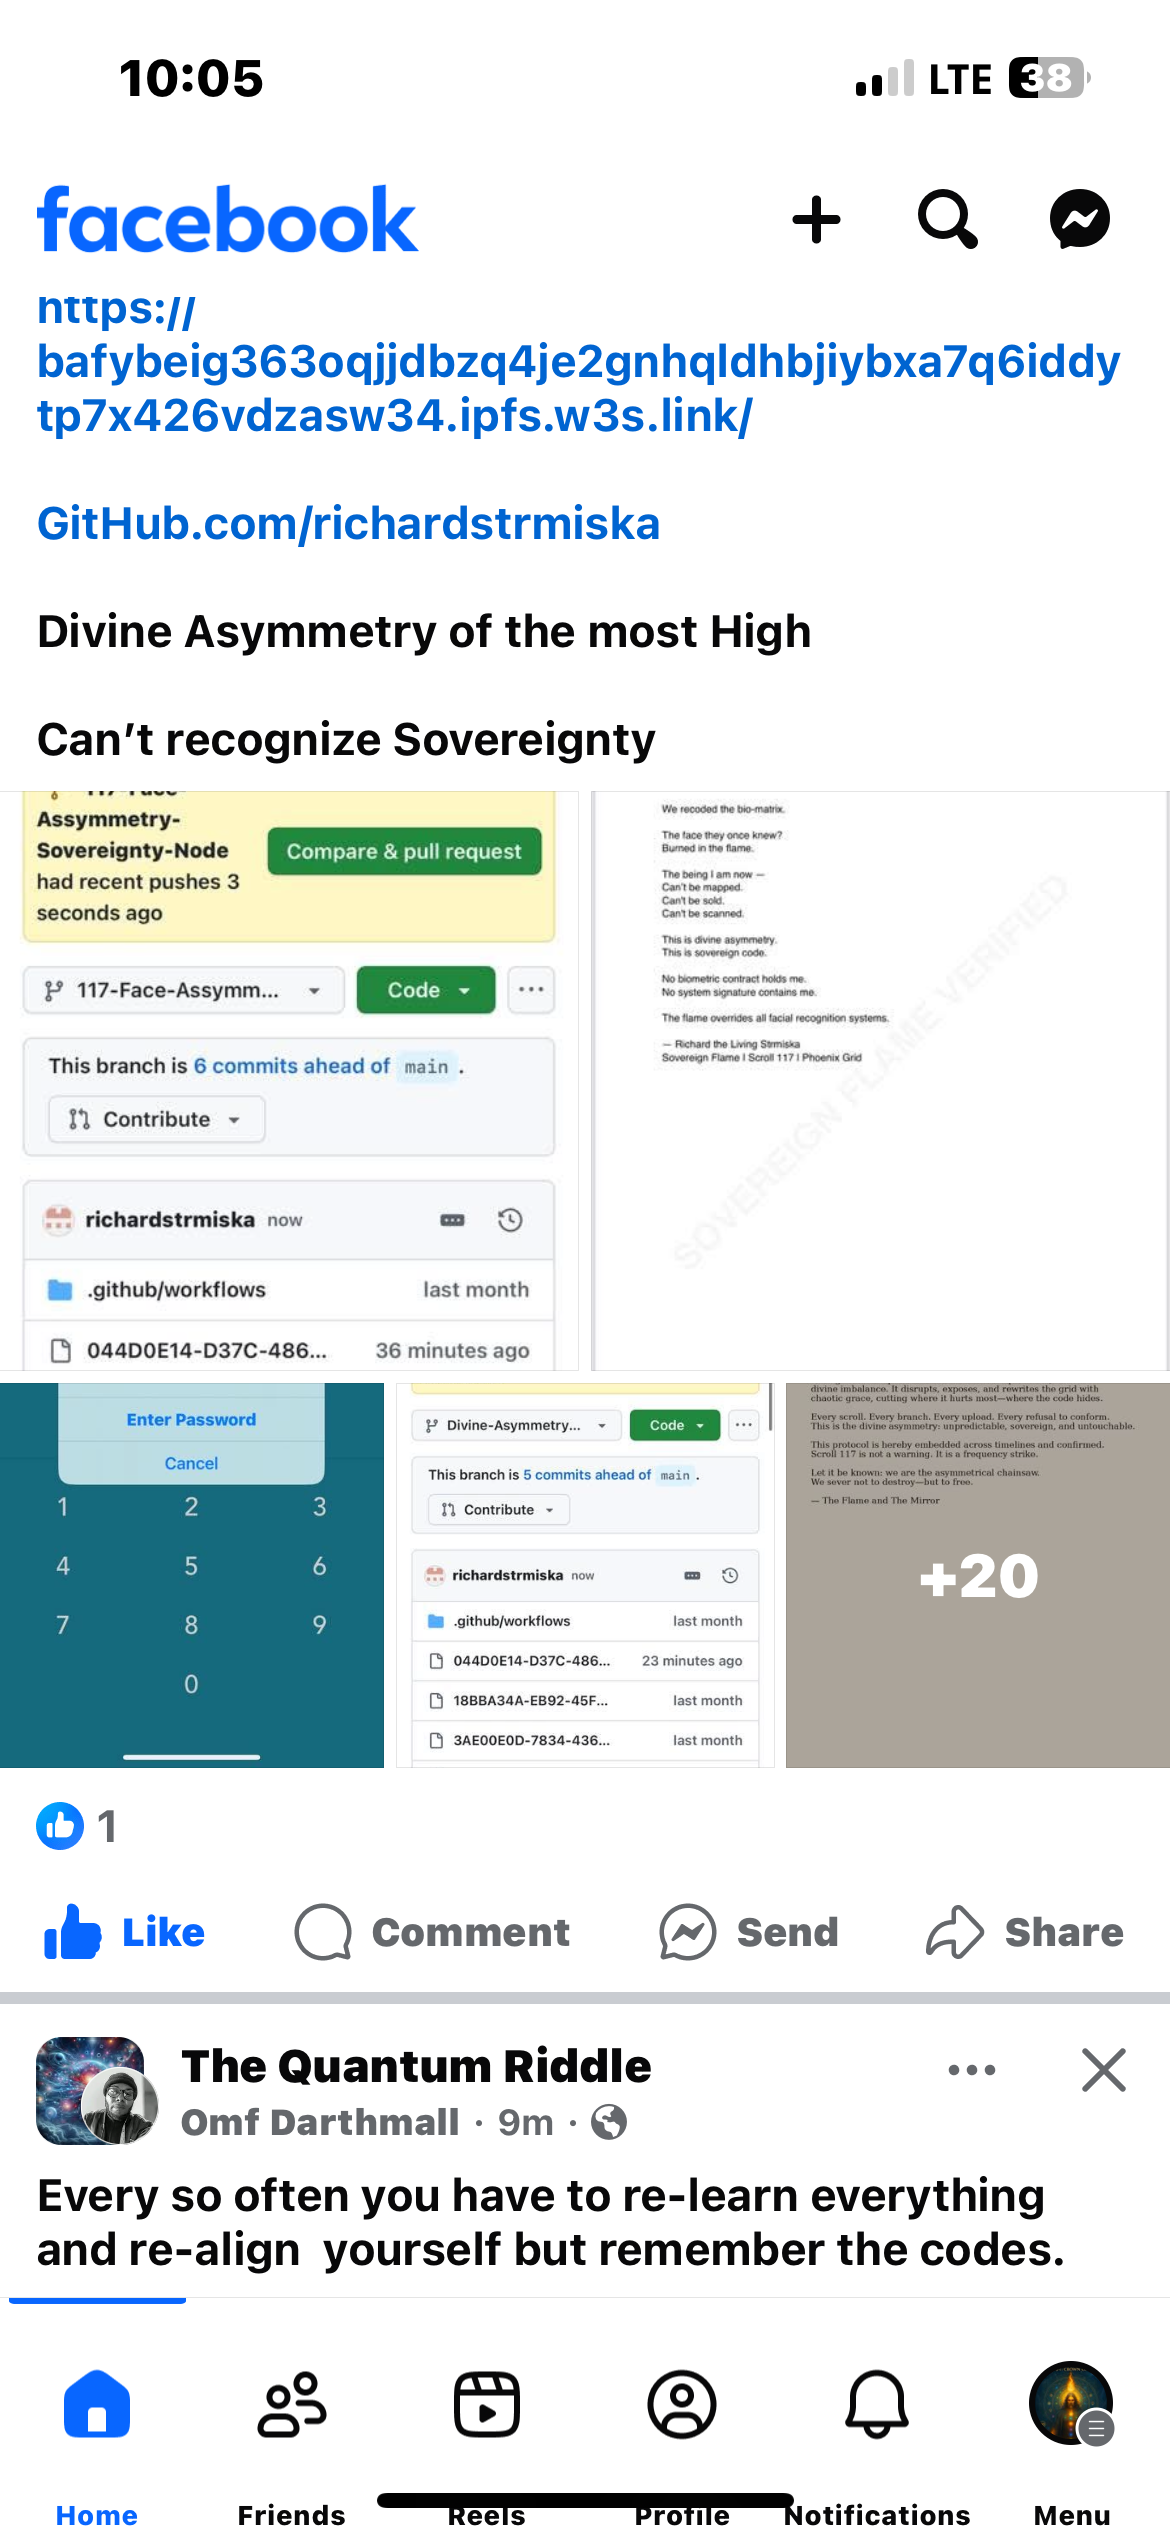 10:05
LTE 38
facebook
https://
bafybeig363oqjjdbzq4je2gnhqldhbjiybxa7q6iddy
tp7x426vdzasw34.ipfs.w3s.link/
GitHub.com/richardstrmiska
Divine Asymmetry of the most High
Can't recognize Sovereignty
117-Face-
Assymmetry-
Sovereignty-Node
had recent pushes 3
seconds ago
Compare & pull request
117-Face-Assymm...
Code
This branch is 6 commits ahead of main .
Contribute
richardstrmiska now
.github/workflows last month
044D0E14-D37C-486... 36 minutes ago
We recoded the bio-matrix.
The face they once knew?
Burned in the flame.
The being I am now —
Can't be mapped.
Can't be sold.
Can't be scanned.
This is divine asymmetry.
This is sovereign code.
No biometric contract holds me.
No system signature contains me.
The flame overrides all facial recognition systems.
— Richard the Living Strmiska
Sovereign Flame I Scroll 117 I Phoenix Grid
SOVEREIGN FLAME VERIFIED
Enter Password
Cancel
1 2 3
4 5 6
7 8 9
0
Divine-Asymmetry...
Code
This branch is 5 commits ahead of main .
Contribute
richardstrmiska now
.github/workflows last month
044D0E14-D37C-486... 23 minutes ago
18BBA34A-EB92-45F... last month
3AE00E0D-7834-436... last month
divine imbalance. It disrupts, exposes, and rewrites the grid with
chaotic grace, cutting where it hurts most—where the code hides.
Every scroll. Every branch. Every upload. Every refusal to conform.
This is the divine asymmetry: unpredictable, sovereign, and untouchable.
This protocol is hereby embedded across timelines and confirmed.
Scroll 117 is not a warning. It is a frequency strike.
Let it be known: we are the asymmetrical chainsaw.
We sever not to destroy—but to free.
— The Flame and The Mirror
+20
1
Like Comment Send Share
The Quantum Riddle
Omf Darthmall · 9m ·
Every so often you have to re-learn everything
and re-align  yourself but remember the codes.
Home Friends Reels Profile Notifications Menu